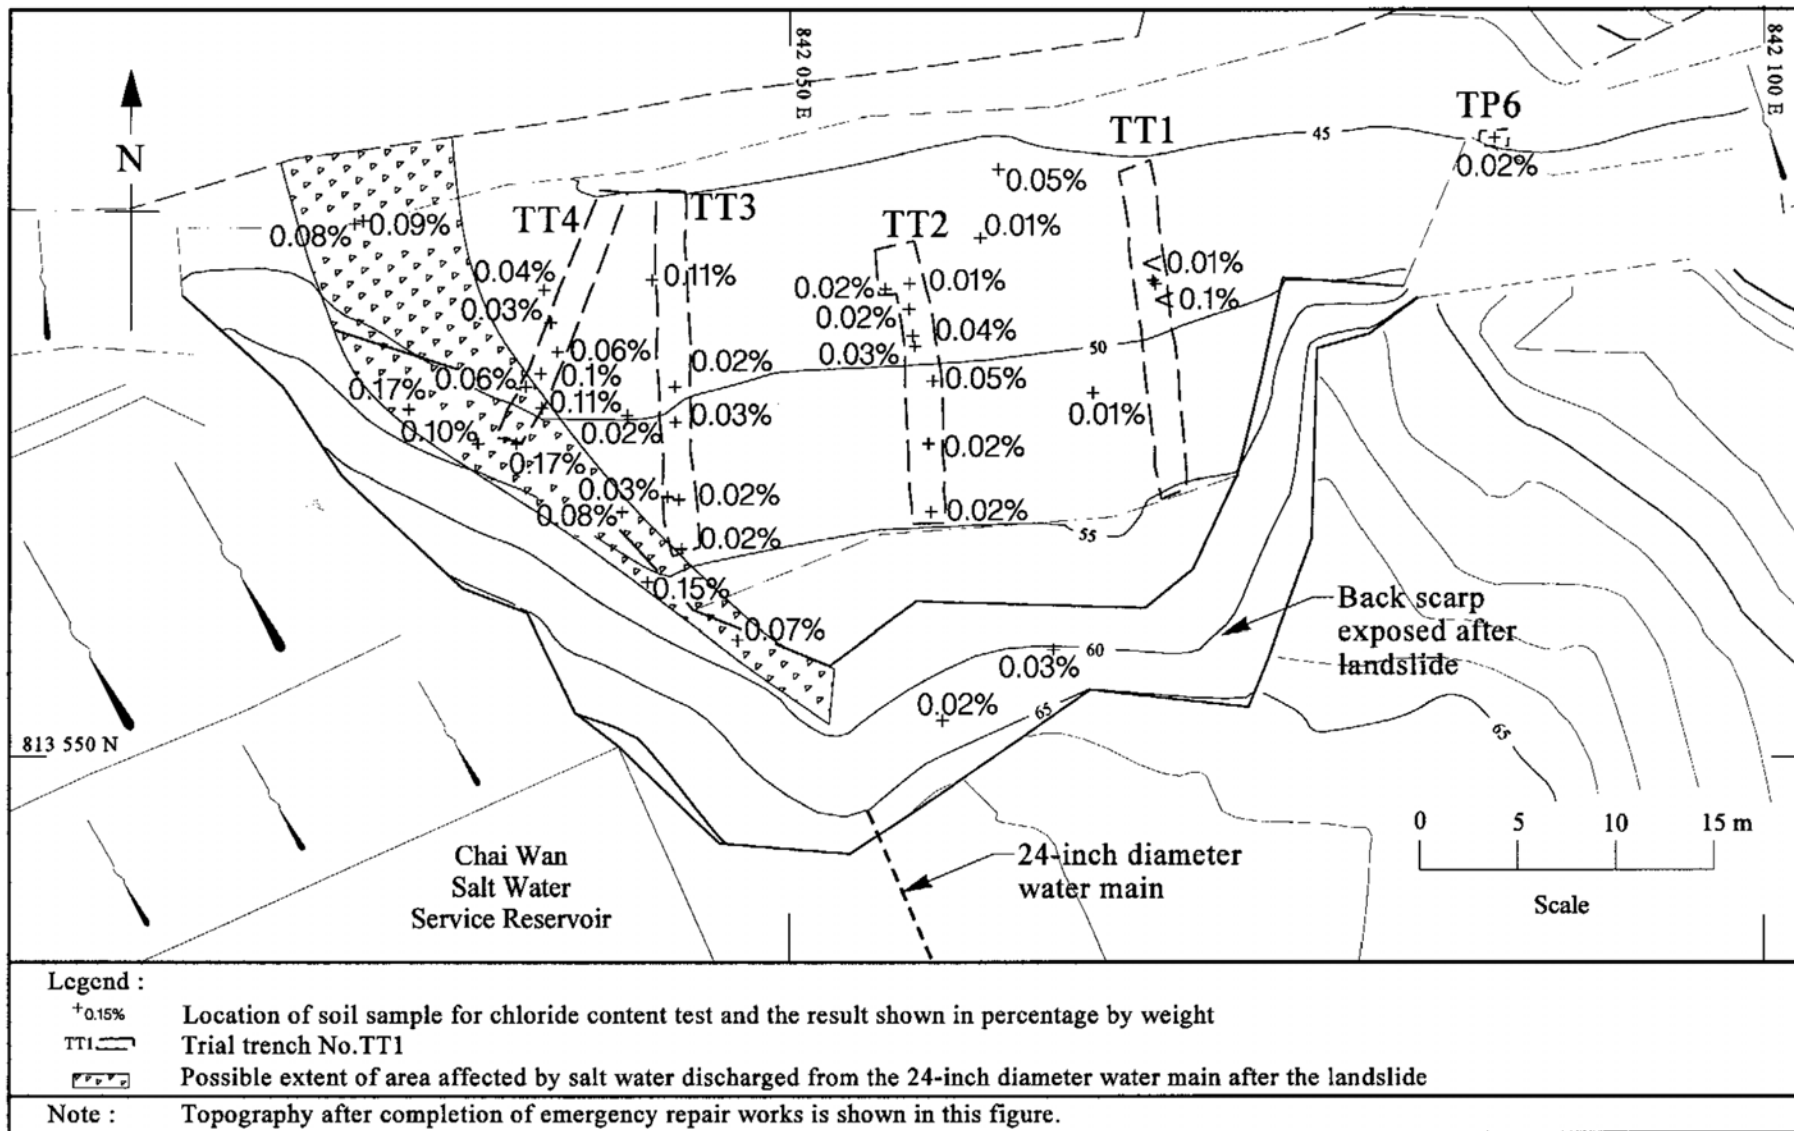 842 050 E
842 100 E
N
TP6
0.02%
TT1
45
0.05%
0.01%
TT4
TT3
TT2
0.08%
0.09%
0.04%
0.03%
0.11%
0.02%
0.01%
0.02%
0.04%
0.03%
< 0.01%
< 0.1%
50
0.06%
0.1%
0.06%
0.11%
0.02%
0.17%
0.10%
0.17%
0.02%
0.03%
0.05%
0.01%
0.02%
0.03%
0.08%
0.02%
0.02%
0.02%
55
0.15%
0.07%
Back scarp
exposed after
landslide
60
0.03%
0.02%
65
65
813 550 N
0 5 10 15 m
Scale
24-inch diameter
water main
Chai Wan
Salt Water
Service Reservoir
Legend :
+0.15% Location of soil sample for chloride content test and the result shown in percentage by weight
TT1 Trial trench No.TT1
Possible extent of area affected by salt water discharged from the 24-inch diameter water main after the landslide
Note : Topography after completion of emergency repair works is shown in this figure.